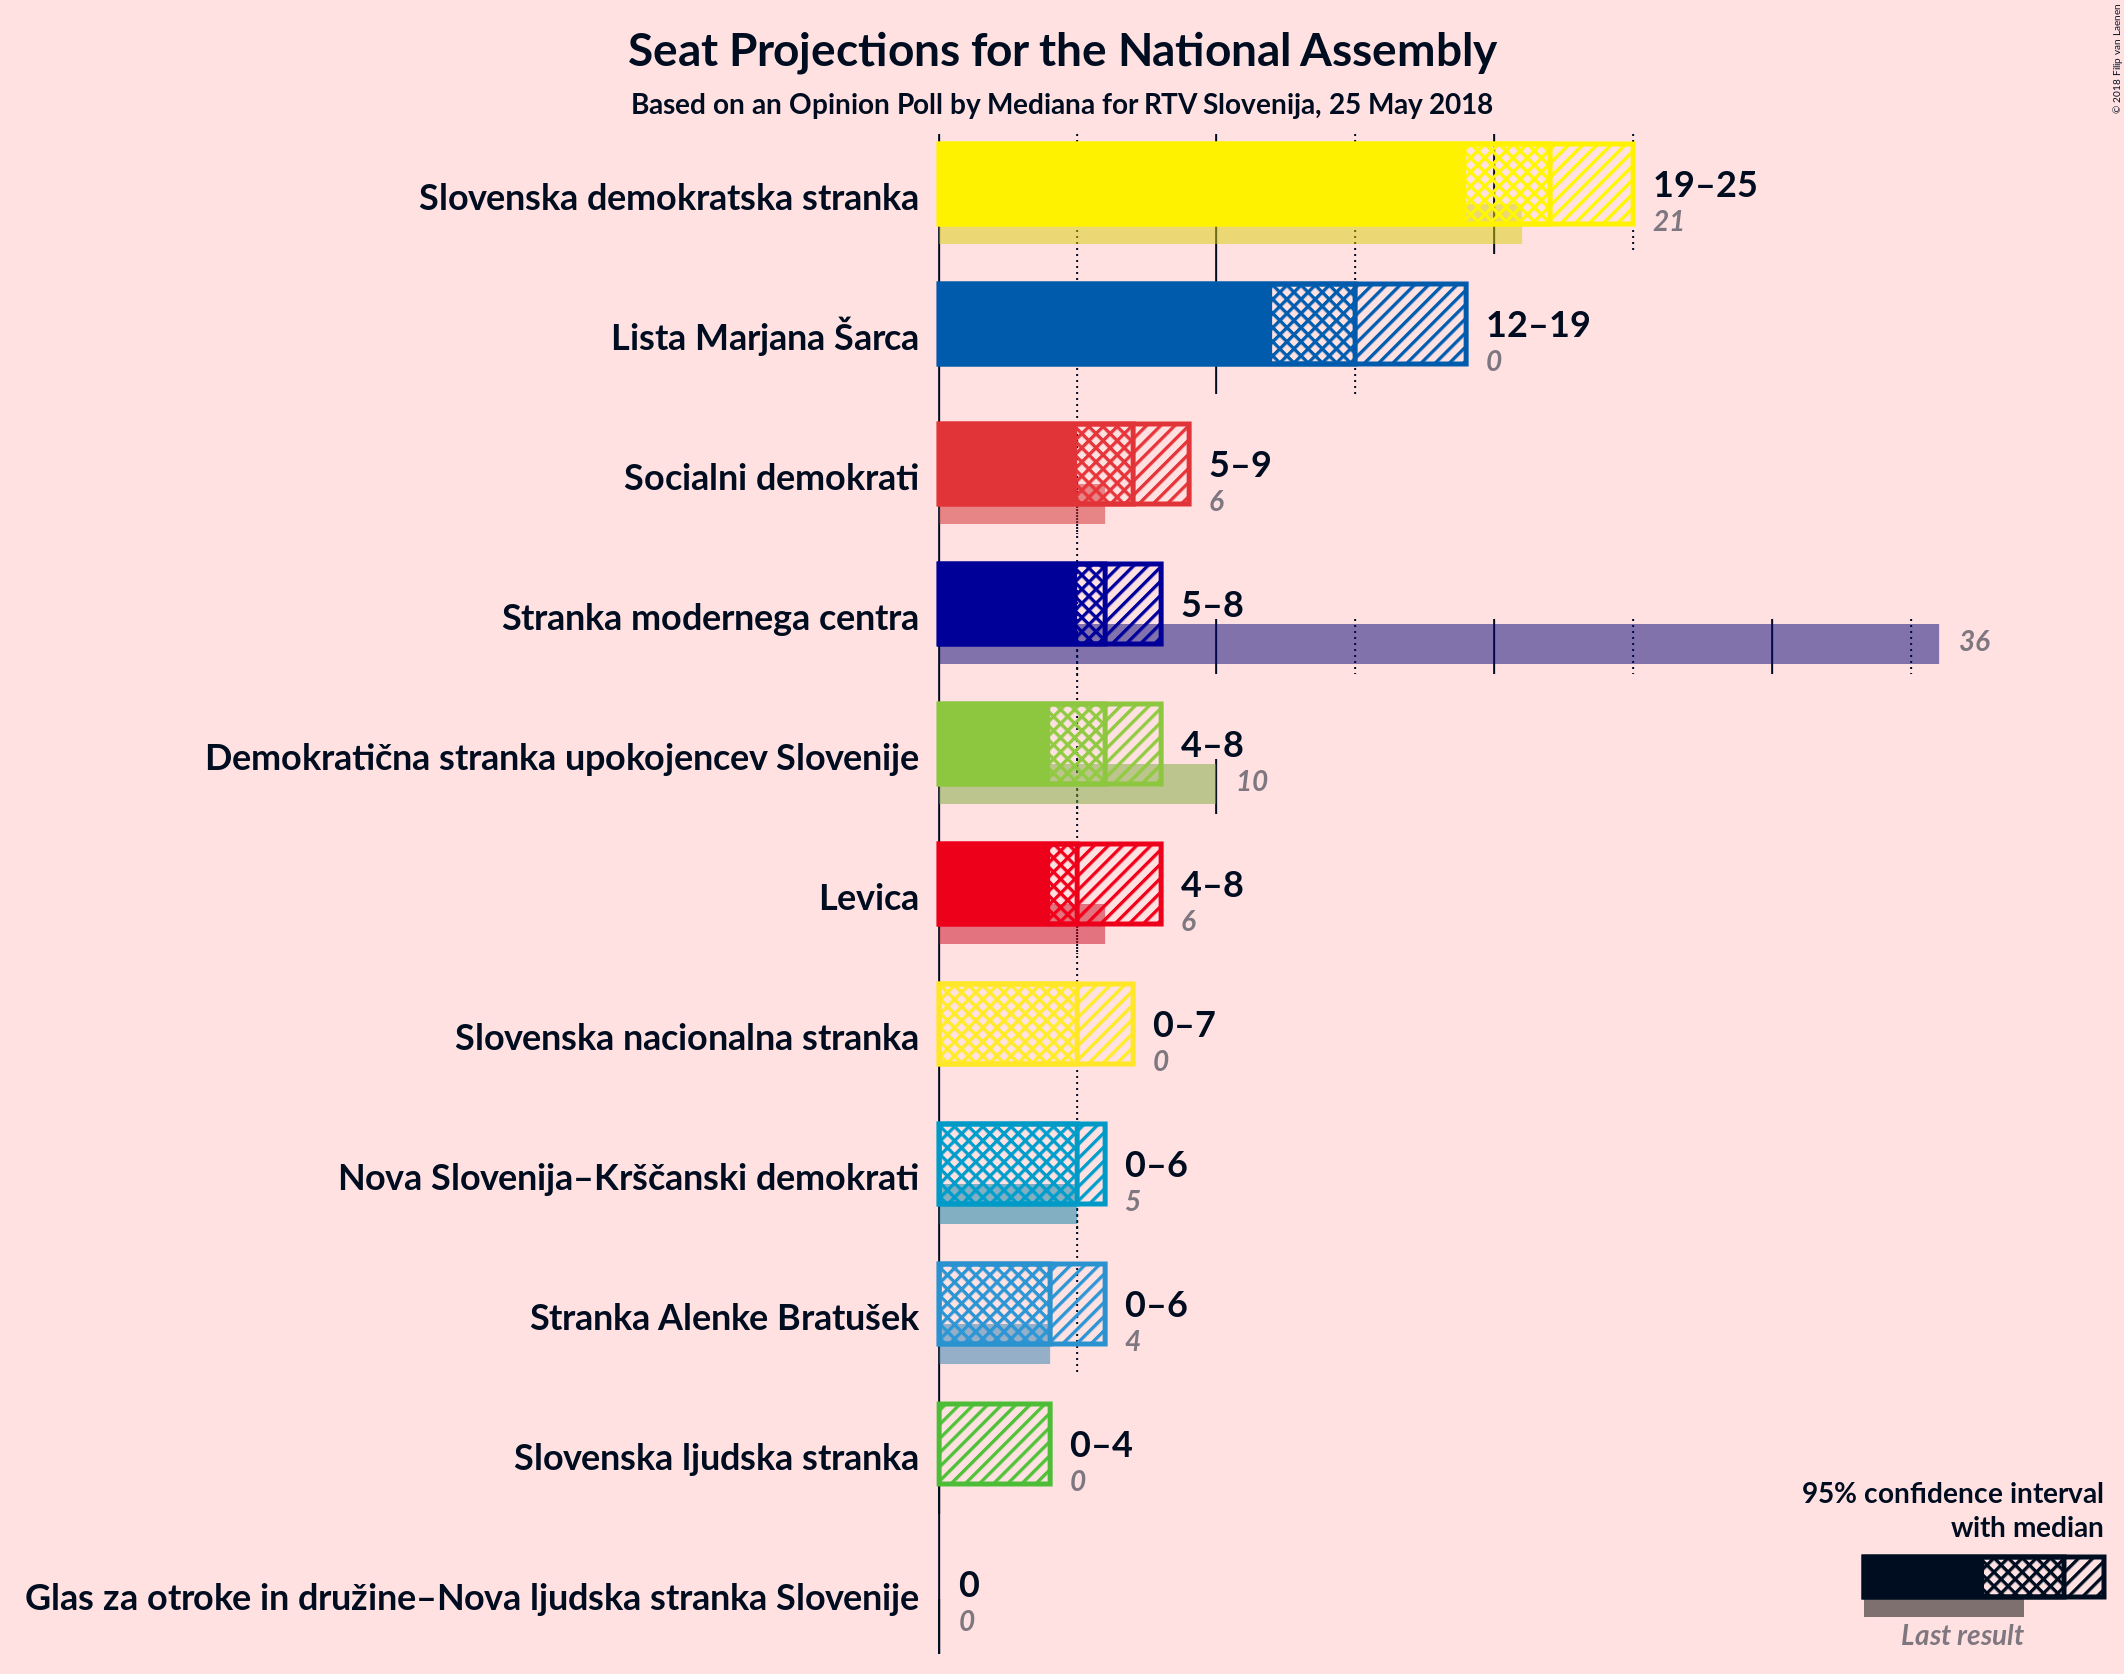 Seat Projections for the National Assembly
Based on an Opinion Poll by Mediana for RTV Slovenija, 25 May 2018
© 2018 Filip van Laenen
Slovenska demokratska stranka
19–25
21
Lista Marjana Šarca
12–19
0
Socialni demokrati
5–9
6
Stranka modernega centra
5–8
36
Demokratična stranka upokojencev Slovenije
4–8
10
Levica
4–8
6
Slovenska nacionalna stranka
0–7
0
Nova Slovenija–Krščanski demokrati
0–6
5
Stranka Alenke Bratušek
0–6
4
Slovenska ljudska stranka
0–4
0
Glas za otroke in družine–Nova ljudska stranka Slovenije
0
0
95% confidence interval
with median
Last result